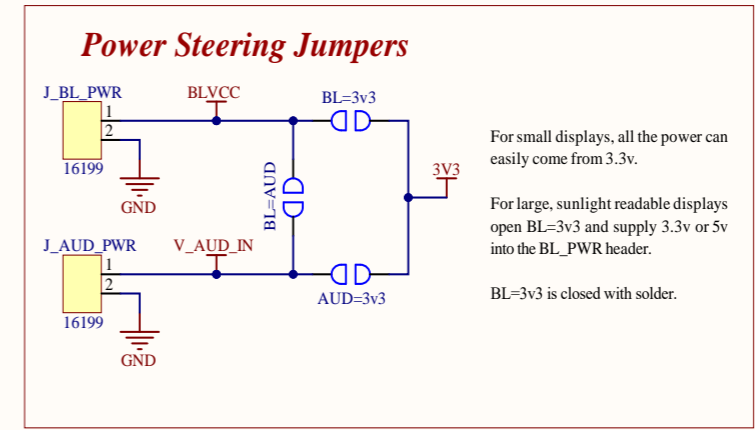 Power Steering Jumpers
J_BL_PWR
BLVCC
BL=3v3
1
2
16199
GND
BL=AUD
3V3
J_AUD_PWR
V_AUD_IN
1
2
16199
GND
AUD=3v3
For small displays, all the power can
easily come from 3.3v.
For large, sunlight readable displays
open BL=3v3 and supply 3.3v or 5v
into the BL_PWR header.
BL=3v3 is closed with solder.